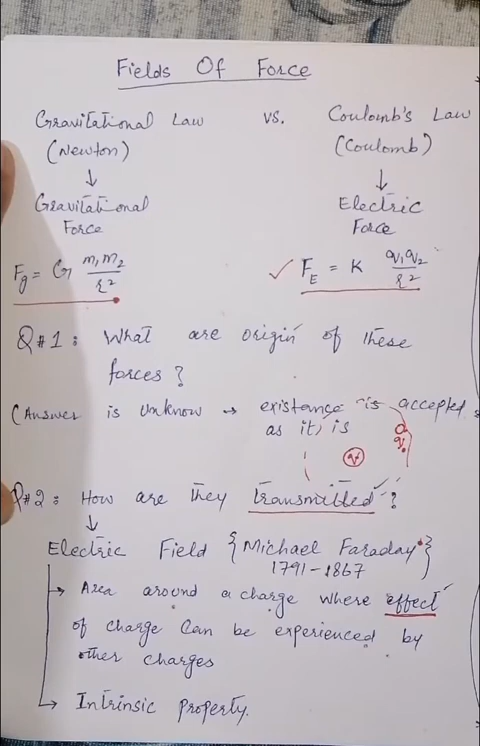 Fields Of Force
Gravitational Law vs. Coulomb's Law
(Newton) (Coulomb)
↓ ↓
Gravitational Electric
Force Force
Fg = G m₁m₂/r² ✓ FE = K q₁q₂/r²
Q#1: What are origin of these
forces?
(Answer is Unknow → existance is accepted
as it is
q q₀
Q#2: How are they transmitted?
↓
Electric Field {Michael Faraday}
1791-1867
→ Area around a charge where effect
of charge can be experienced by
other charges
→ Intrinsic property.